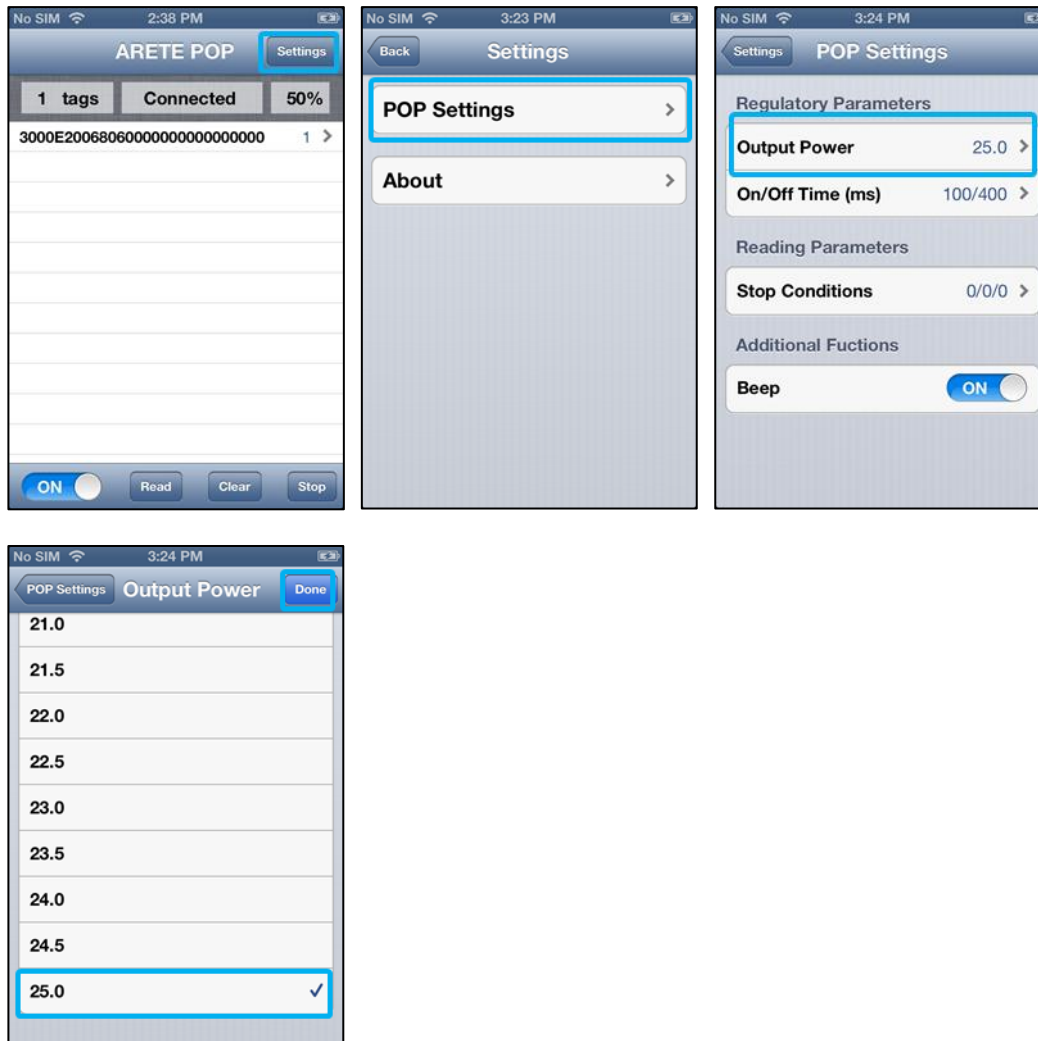 No SIM 2:38 PM
ARETE POP Settings
1 tags Connected 50%
3000E20068060000000000000000 1
ON Read Clear Stop
No SIM 3:23 PM
Back Settings
POP Settings
About
No SIM 3:24 PM
Settings POP Settings
Regulatory Parameters
Output Power 25.0
On/Off Time (ms) 100/400
Reading Parameters
Stop Conditions 0/0/0
Additional Fuctions
Beep ON
No SIM 3:24 PM
POP Settings Output Power Done
21.0
21.5
22.0
22.5
23.0
23.5
24.0
24.5
25.0